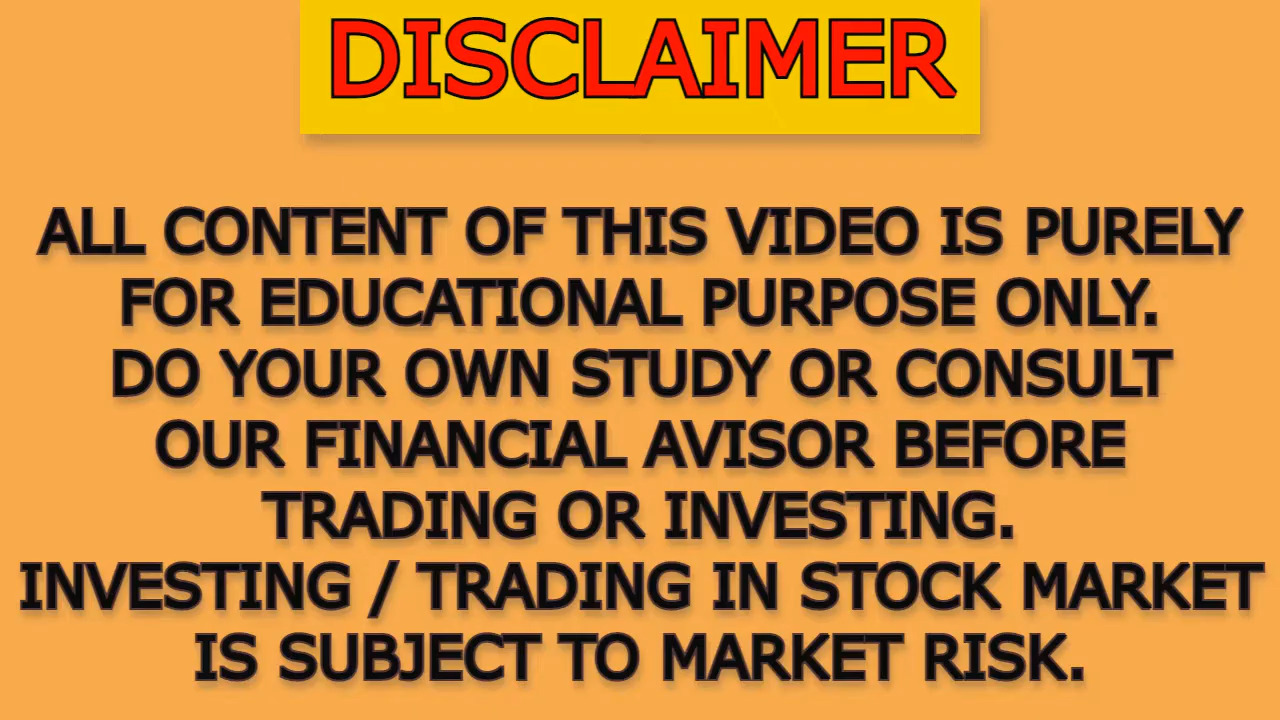 DISCLAIMER
ALL CONTENT OF THIS VIDEO IS PURELY
FOR EDUCATIONAL PURPOSE ONLY.
DO YOUR OWN STUDY OR CONSULT
OUR FINANCIAL AVISOR BEFORE
TRADING OR INVESTING.
INVESTING / TRADING IN STOCK MARKET
IS SUBJECT TO MARKET RISK.